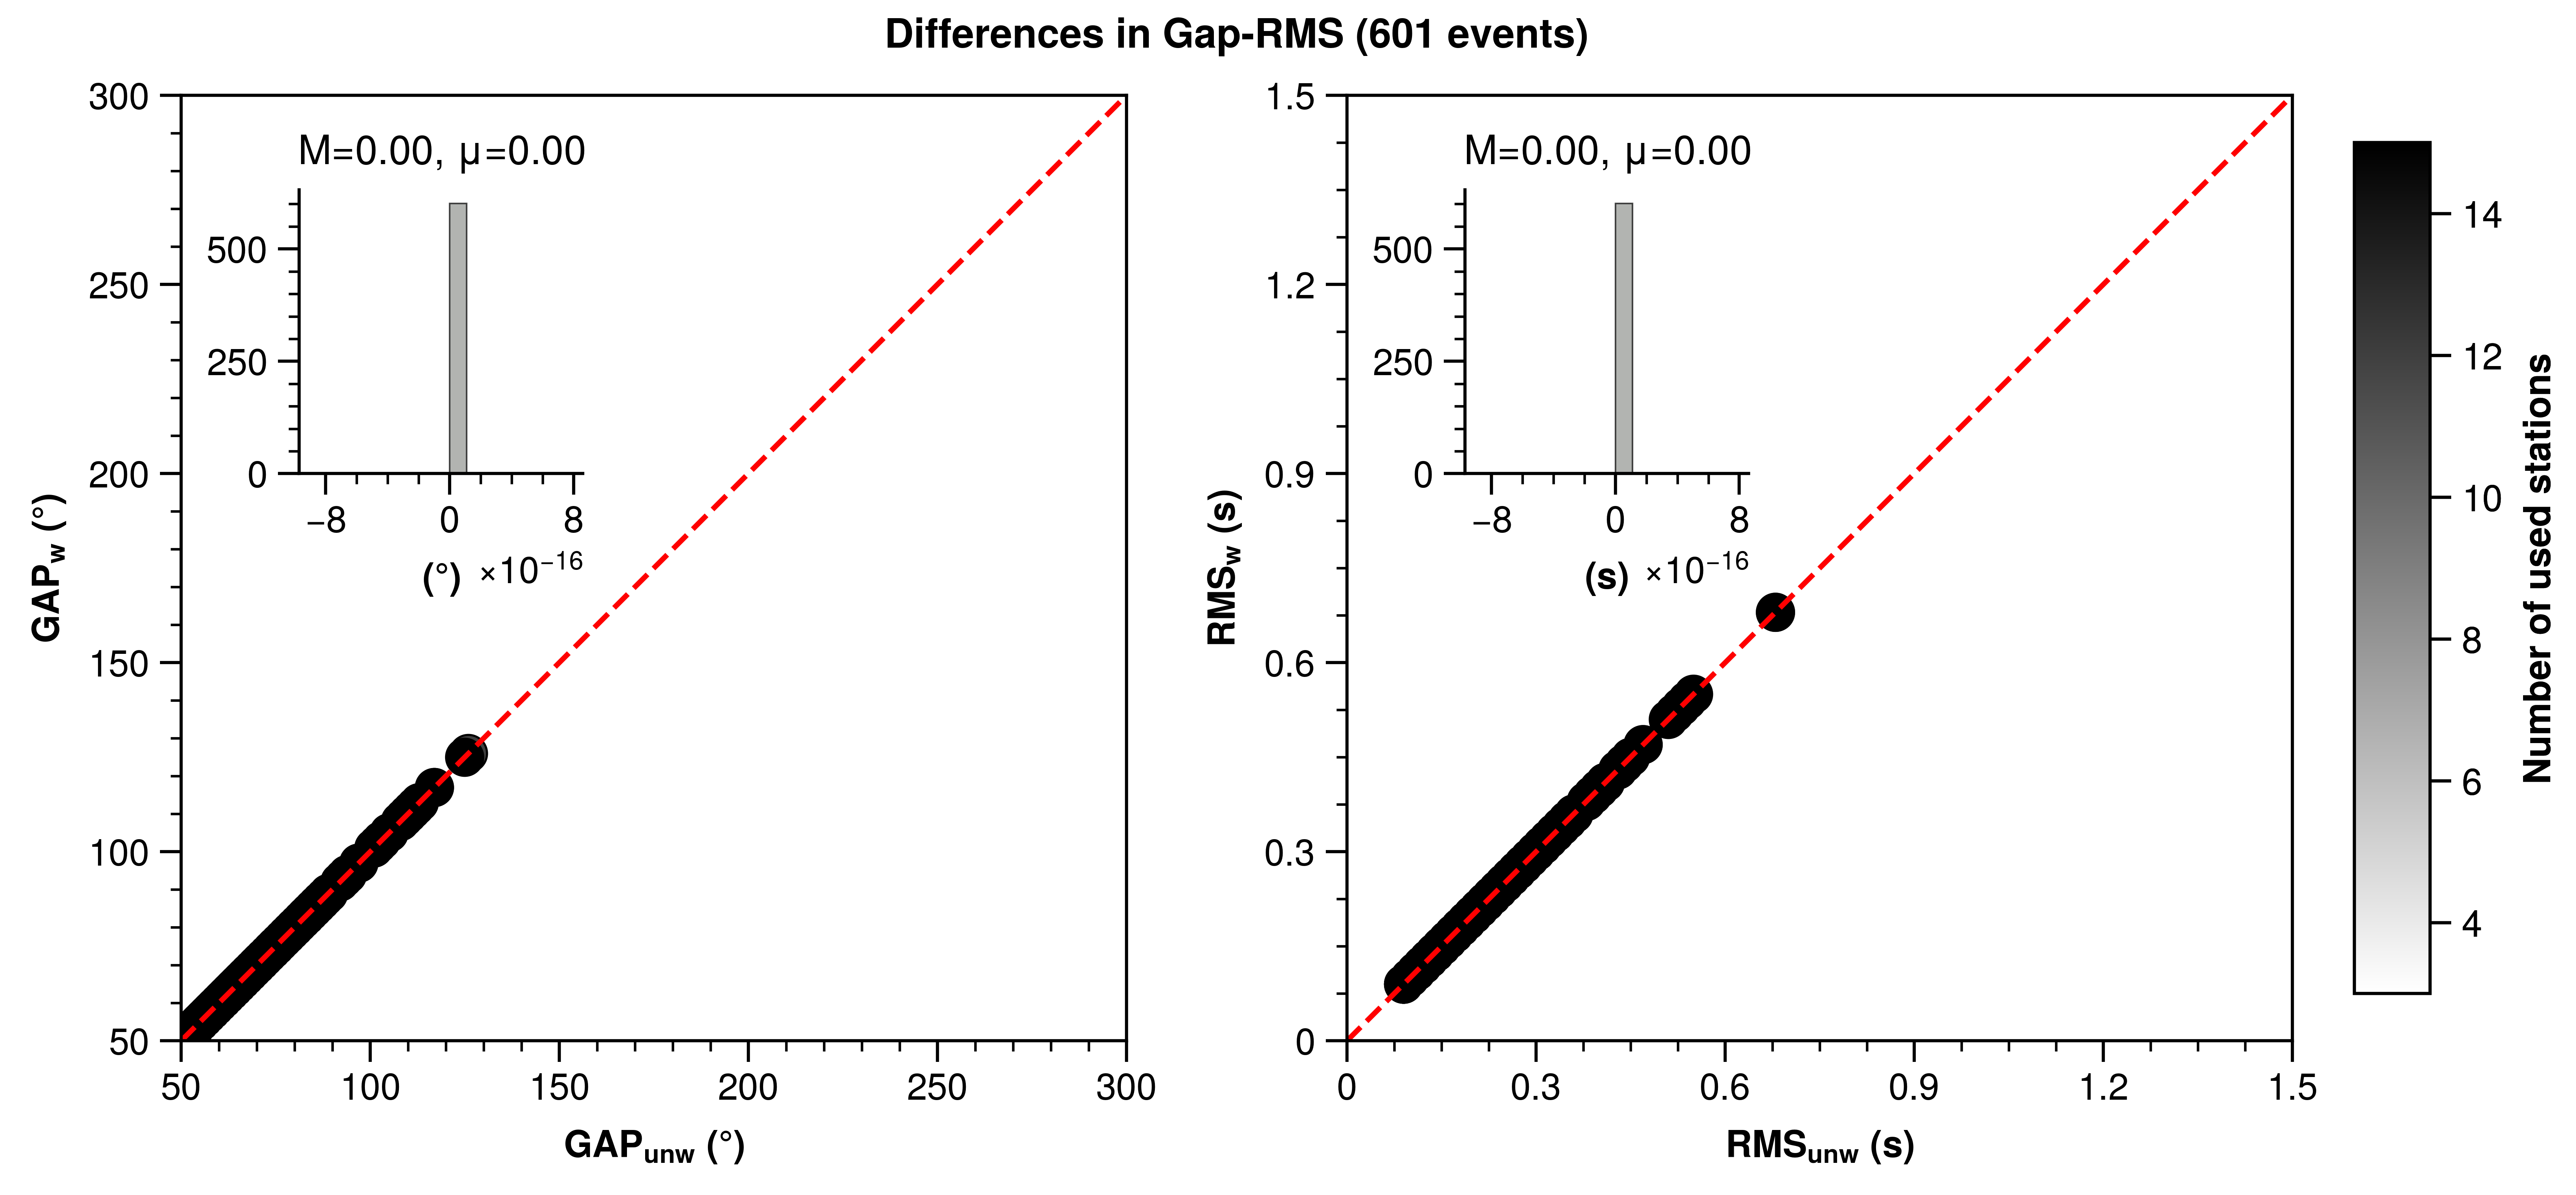 Differences in Gap-RMS (601 events)
300
250
200
150
100
50
GAPw (°)
M=0.00, μ=0.00
500
250
0
−8 0 8
(°) ×10⁻¹⁶
50 100 150 200 250 300
GAPunw (°)
1.5
1.2
0.9
0.6
0.3
0
RMSw (s)
M=0.00, μ=0.00
500
250
0
−8 0 8
(s) ×10⁻¹⁶
0 0.3 0.6 0.9 1.2 1.5
RMSunw (s)
14
12
10
8
6
4
Number of used stations